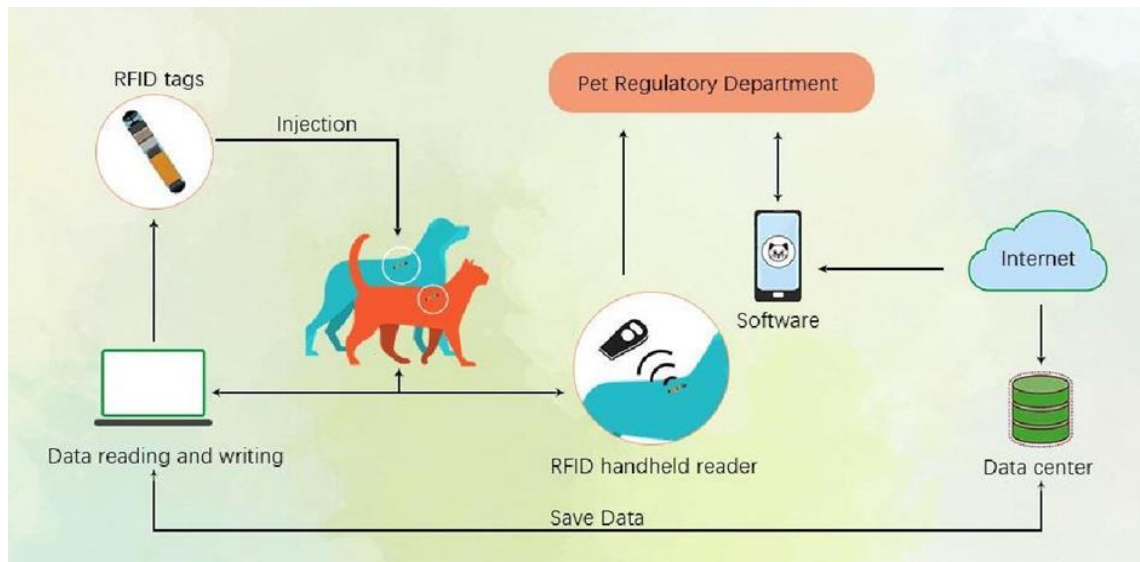 RFID tags
Pet Regulatory Department
Injection
Internet
Software
Data reading and writing
RFID handheld reader
Data center
Save Data